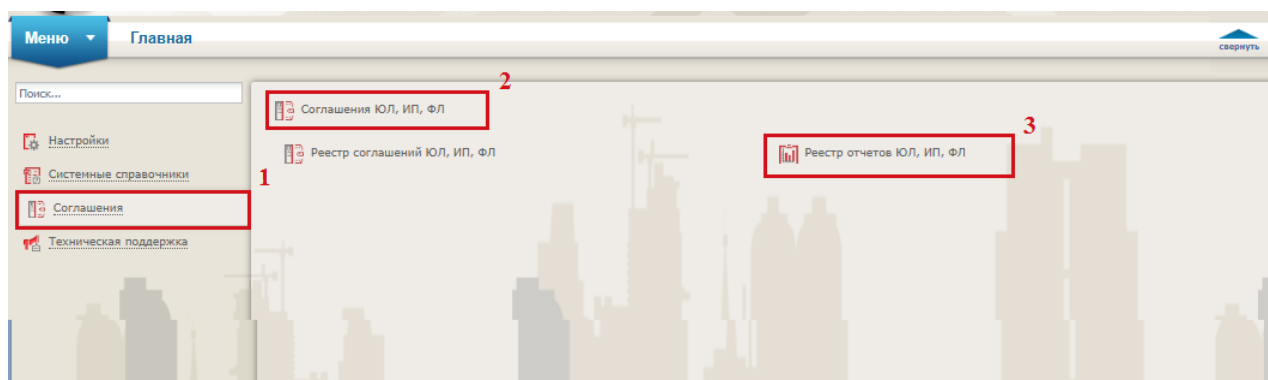 Меню Главная
свернуть
Поиск...
Настройки
Системные справочники
1
Соглашения
Техническая поддержка
2
Соглашения ЮЛ, ИП, ФЛ
3
Реестр соглашений ЮЛ, ИП, ФЛ
Реестр отчетов ЮЛ, ИП, ФЛ